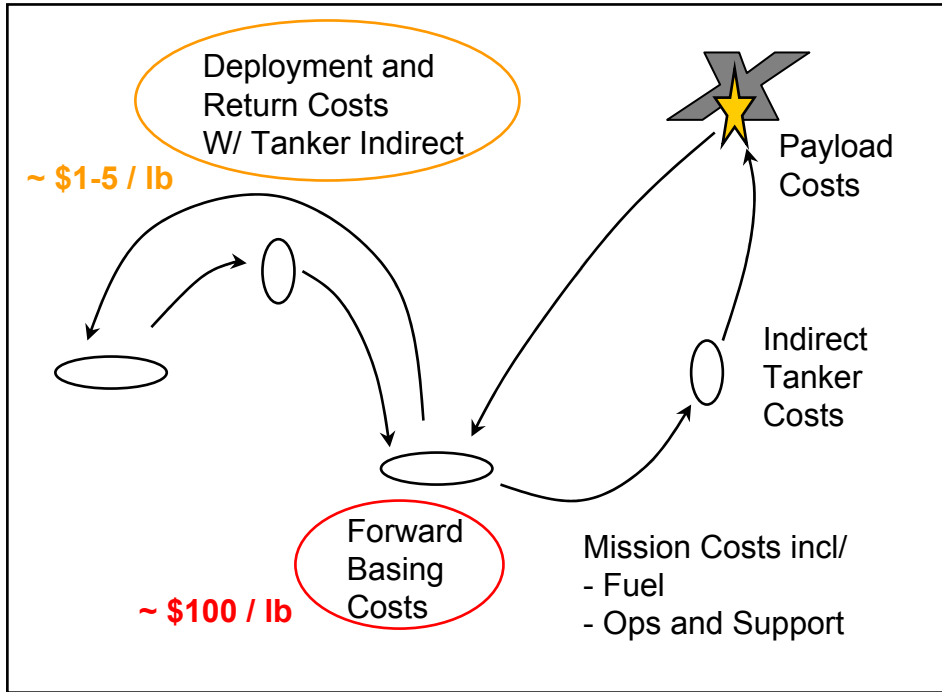 Deployment and
Return Costs
W/ Tanker Indirect
~ $1-5 / lb
Payload
Costs
Indirect
Tanker
Costs
Forward
Basing
Costs
~ $100 / lb
Mission Costs incl/
- Fuel
- Ops and Support